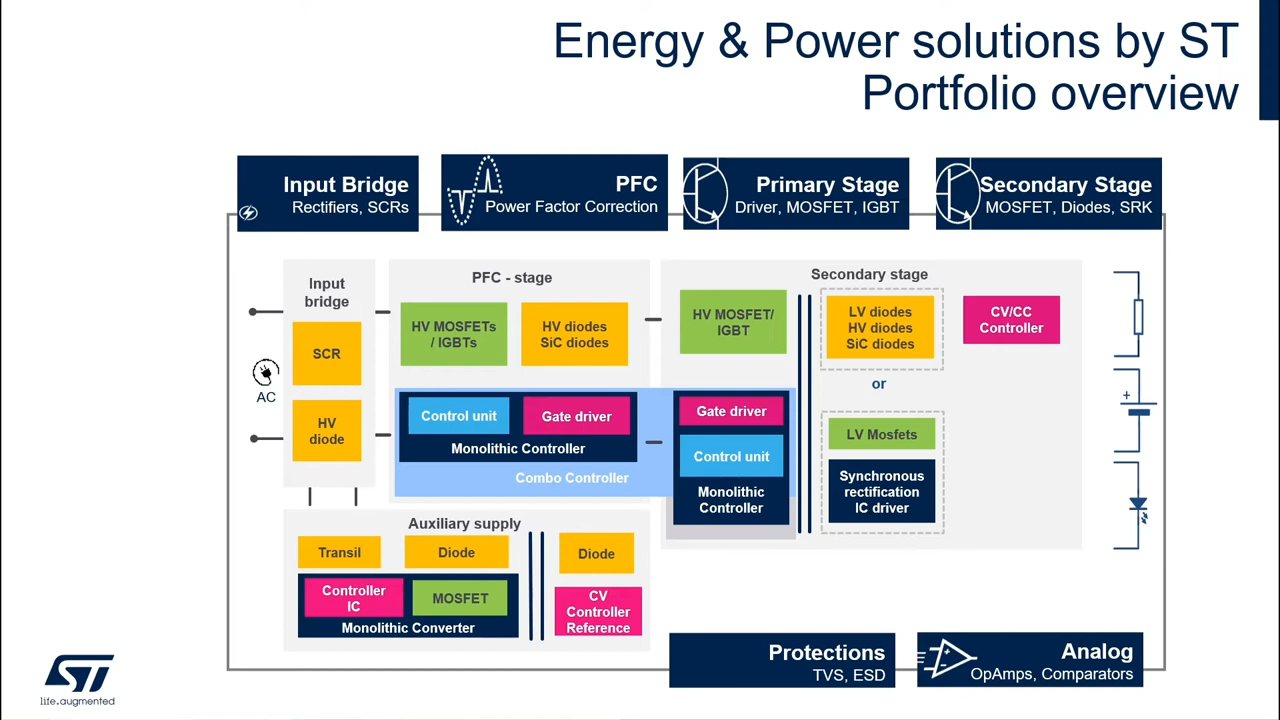 Energy & Power solutions by ST
Portfolio overview
Input Bridge
Rectifiers, SCRs
PFC
Power Factor Correction
Primary Stage
Driver, MOSFET, IGBT
Secondary Stage
MOSFET, Diodes, SRK
Input
bridge
SCR
HV
diode
AC
PFC - stage
HV MOSFETs
/ IGBTs
HV diodes
SiC diodes
Control unit
Gate driver
Monolithic Controller
Combo Controller
Secondary stage
HV MOSFET/
IGBT
Gate driver
Control unit
Monolithic
Controller
LV diodes
HV diodes
SiC diodes
or
LV Mosfets
Synchronous
rectification
IC driver
CV/CC
Controller
+
Auxiliary supply
Transil
Diode
Controller
IC
MOSFET
Monolithic Converter
Diode
CV
Controller
Reference
Protections
TVS, ESD
Analog
OpAmps, Comparators
ST
life.augmented